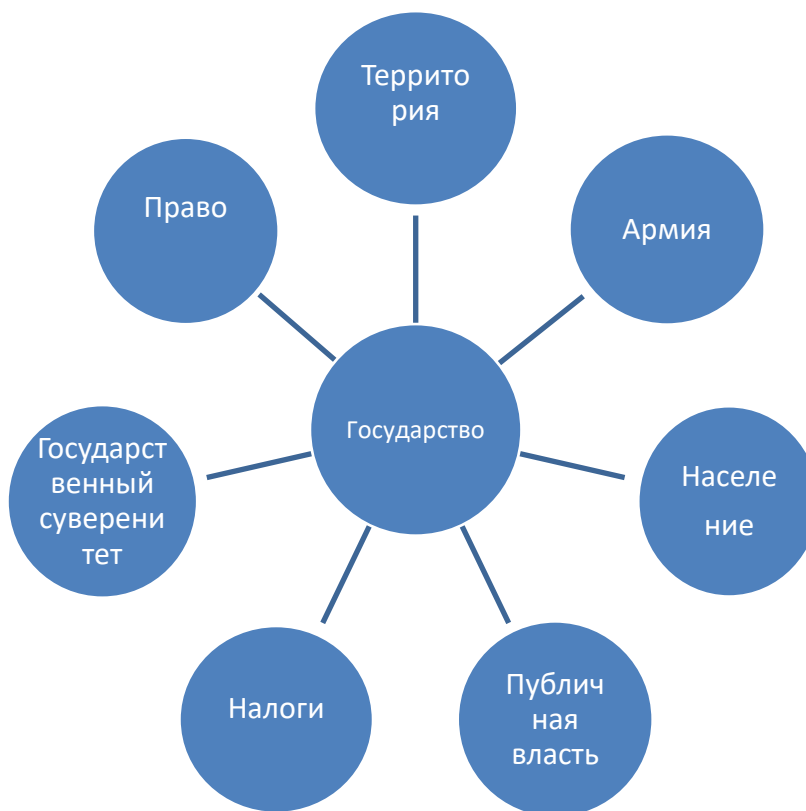 Террито
рия
Право
Армия
Государство
Государст
венный
суверени
тет
Населе
ние
Налоги
Публич
ная
власть